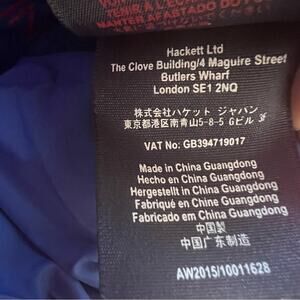 MANTER AFASTADO DO
Hackett Ltd
The Clove Building/4 Maguire Street
Butlers Wharf
London SE1 2NQ
株式会社ハケット ジャパン
東京都港区南青山5-8-5 Gビル 3F
VAT No: GB394719017
Made in China Guangdong
Hecho en China Guangdong
Hergestellt in China Guangdong
Fabriqué en Chine Guangdong
Fabricado em China Guangdong
中国製
中国广东制造
AW2015/10011628